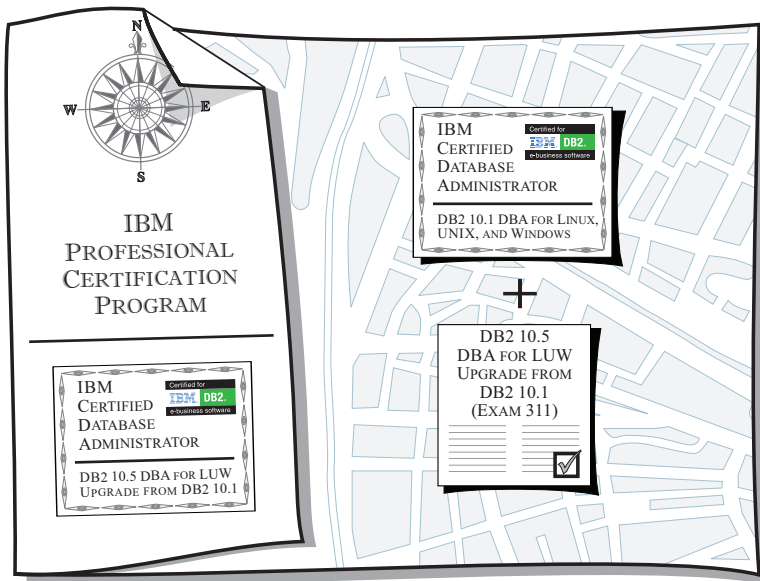 N
W
E
S
IBM
PROFESSIONAL
CERTIFICATION
PROGRAM
IBM
CERTIFIED
DATABASE
ADMINISTRATOR
Certified for
IBM DB2.
e-business software
DB2 10.5 DBA FOR LUW
UPGRADE FROM DB2 10.1
IBM
CERTIFIED
DATABASE
ADMINISTRATOR
Certified for
IBM DB2.
e-business software
DB2 10.1 DBA FOR LINUX,
UNIX, AND WINDOWS
+
DB2 10.5
DBA FOR LUW
UPGRADE FROM
DB2 10.1
(EXAM 311)